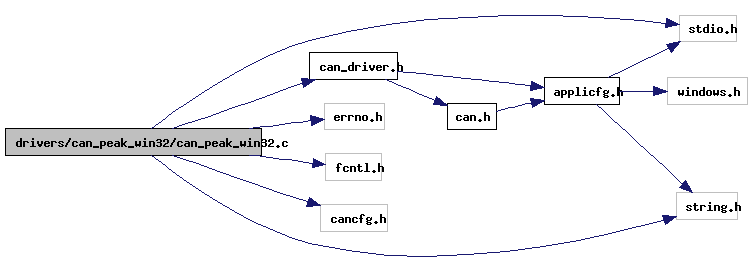 stdio.h
can_driver.h
applicfg.h
windows.h
errno.h
can.h
drivers/can_peak_win32/can_peak_win32.c
fcntl.h
string.h
cancfg.h